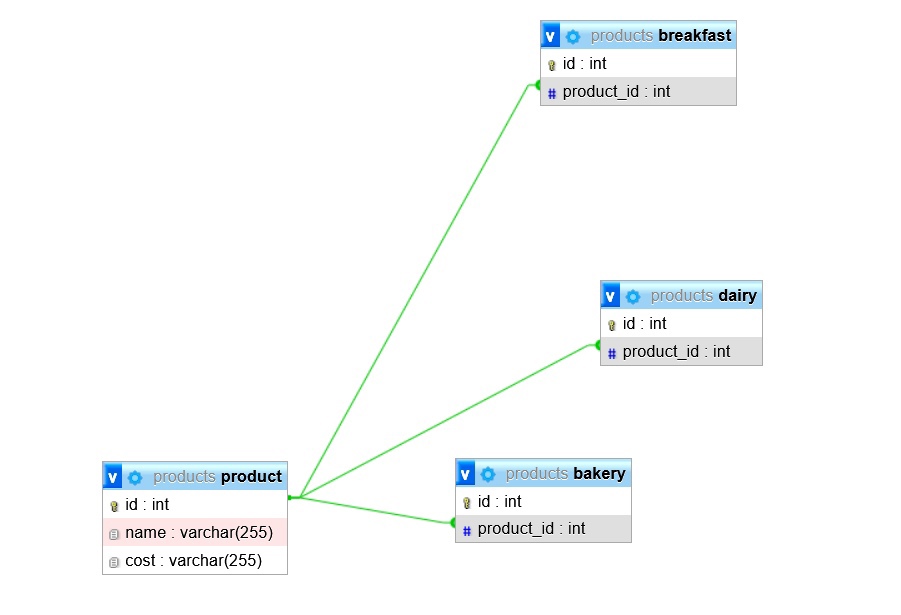 v products breakfast
id : int
# product_id : int
v products dairy
id : int
# product_id : int
v products product
id : int
name : varchar(255)
cost : varchar(255)
v products bakery
id : int
# product_id : int